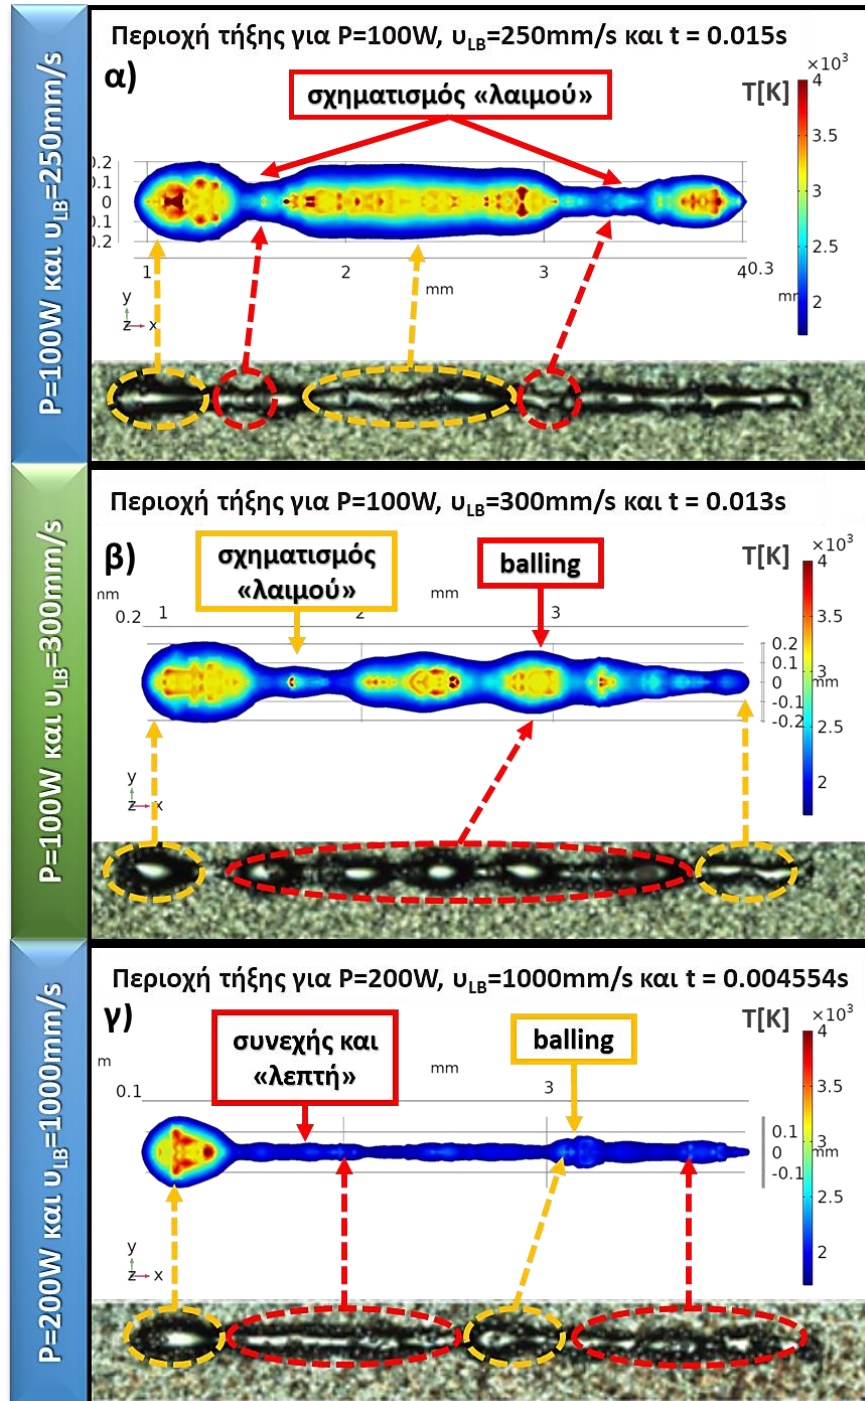 P=100W και υLB=250mm/s
Περιοχή τήξης για P=100W, υLB=250mm/s και t = 0.015s
α)
σχηματισμός «λαιμού»
T[K]
×10³
4
3.5
3
2.5
2
0.2
0.1
0
0.1
0.2
1
2
3
4
0.3
mm
y
z
x
P=100W και υLB=300mm/s
Περιοχή τήξης για P=100W, υLB=300mm/s και t = 0.013s
β)
σχηματισμός
«λαιμού»
balling
T[K]
×10³
4
3.5
3
2.5
2
0.2
1
2
mm
3
0.2
0.1
0
-0.1
-0.2
mm
y
z
x
P=200W και υLB=1000mm/s
Περιοχή τήξης για P=200W, υLB=1000mm/s και t = 0.004554s
γ)
συνεχής και
«λεπτή»
balling
T[K]
×10³
4
3.5
3
2.5
2
m
0.1
mm
3
0.1
0
-0.1
mm
y
z
x